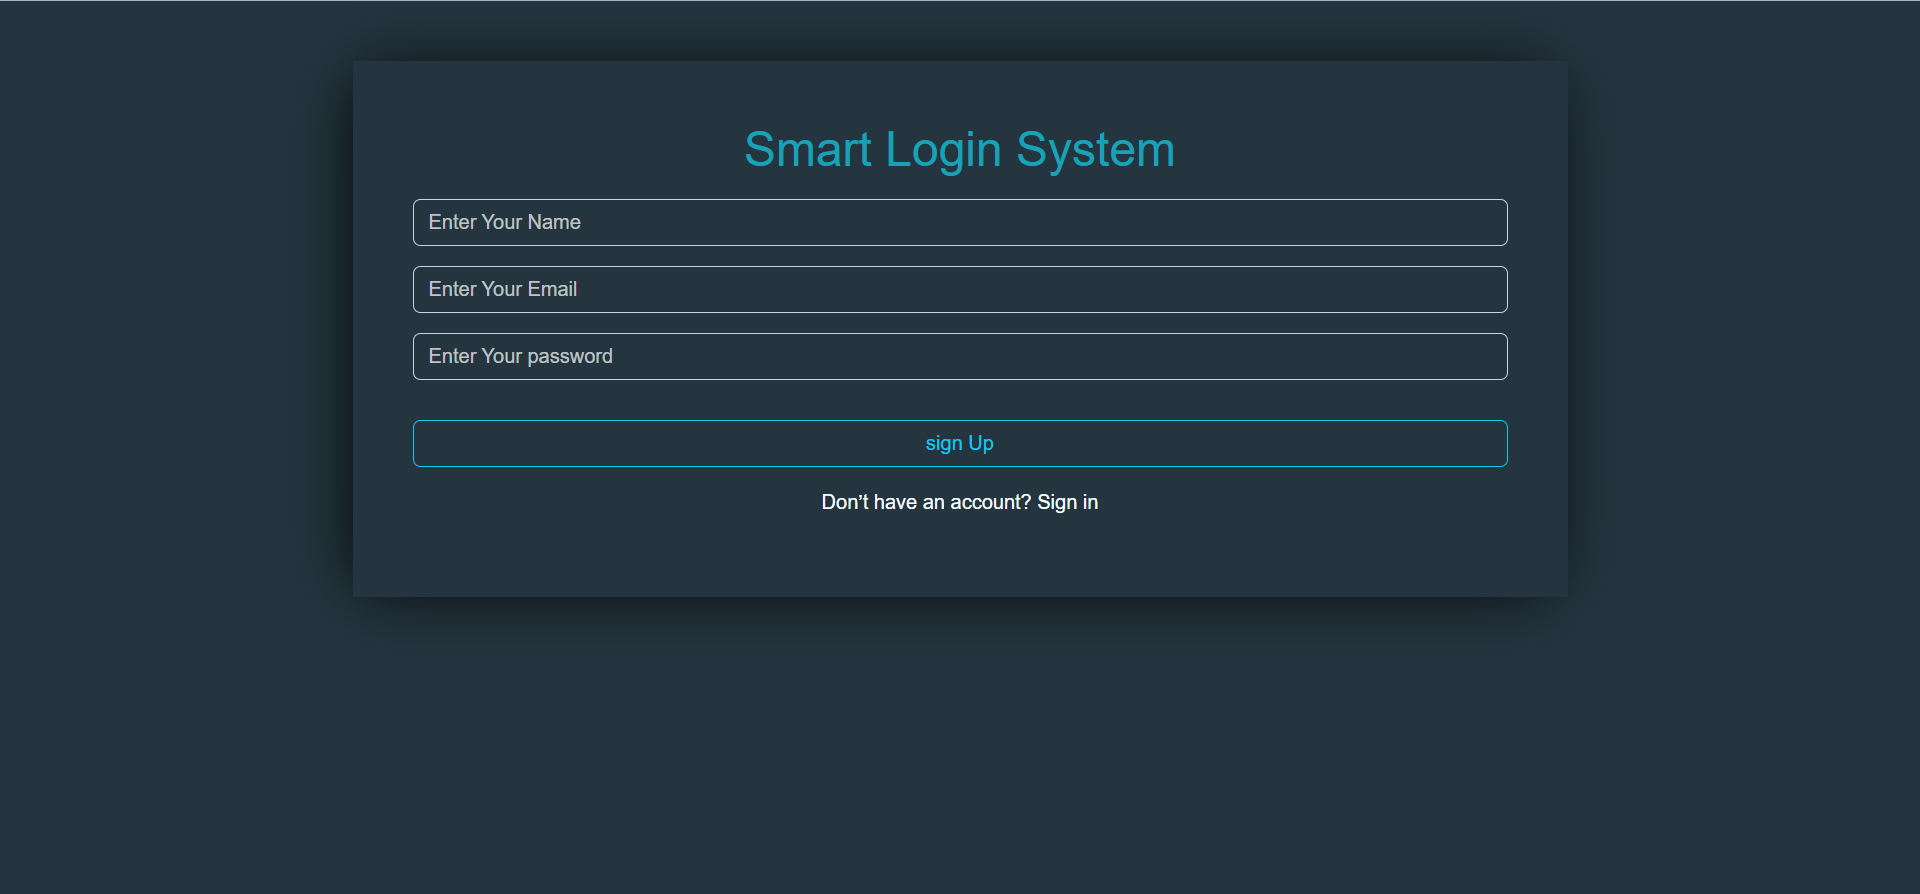 Smart Login System
Enter Your Name
Enter Your Email
Enter Your password
sign Up
Don’t have an account? Sign in